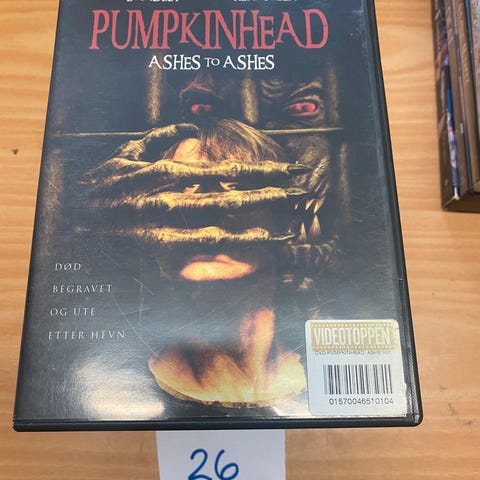 PUMPKINHEAD
ASHES TO ASHES
DØD
BEGRAVET
OG UTE
ETTER HEVN
VIDEOTOPPEN
01570046510104
26